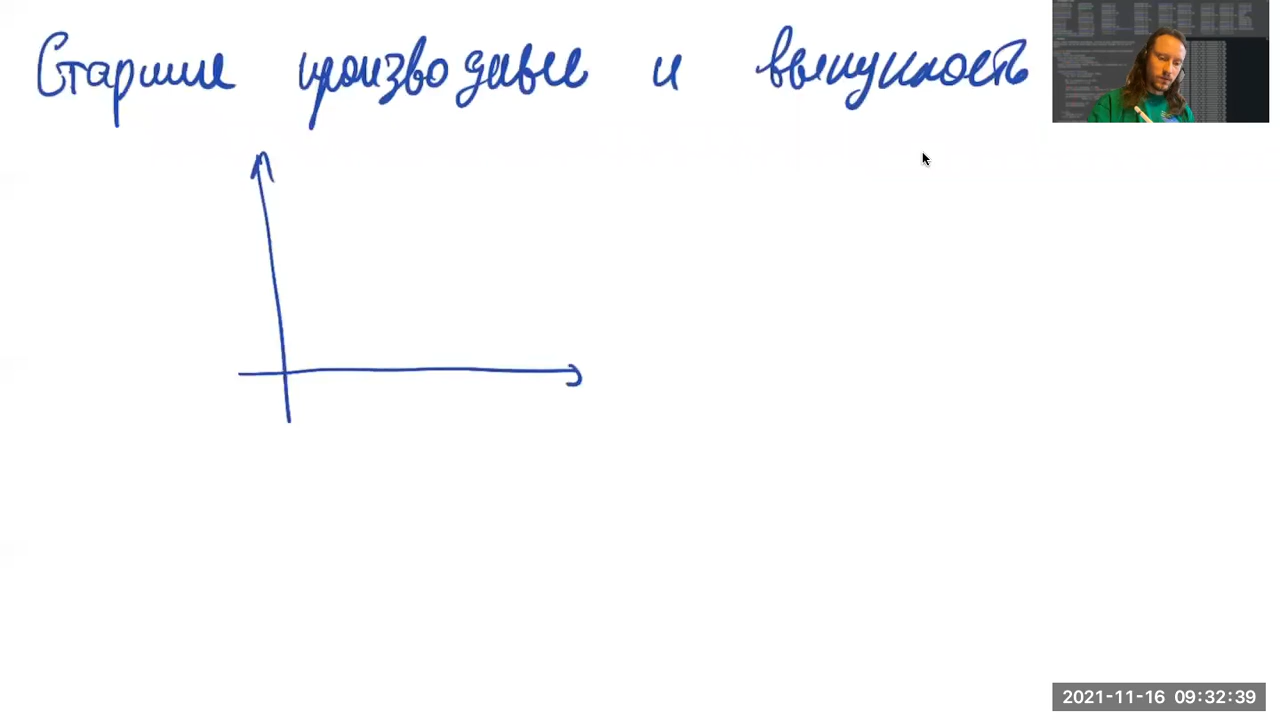 Старшие производные и выпуклость
2021-11-16 09:32:39